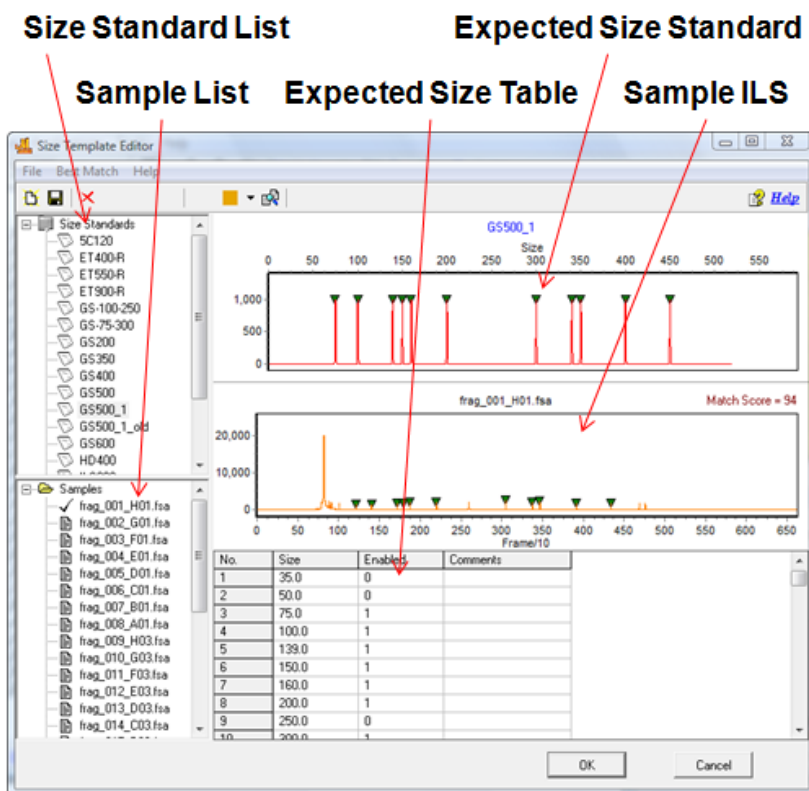 Size Standard List Expected Size Standard
Sample List Expected Size Table Sample ILS
Size Template Editor
File Best Match Help
Help
Size Standards
5C120
ET400-R
ET550-R
ET900-R
GS-100-250
GS-75-300
GS200
GS350
GS400
GS500
GS500_1
GS500_1_old
GS600
HD400
GS500_1
Size
0 50 100 150 200 250 300 350 400 450 500 550
1,000
500
0
frag_001_H01.fsa Match Score = 94
20,000
10,000
0
0 50 100 150 200 250 300 350 400 450 500 550 600 650
Frame/10
Samples
frag_001_H01.fsa
frag_002_G01.fsa
frag_003_F01.fsa
frag_004_E01.fsa
frag_005_D01.fsa
frag_006_C01.fsa
frag_007_B01.fsa
frag_008_A01.fsa
frag_009_H03.fsa
frag_010_G03.fsa
frag_011_F03.fsa
frag_012_E03.fsa
frag_013_D03.fsa
frag_014_C03.fsa
No. Size Enabled Comments
1 35.0 0
2 50.0 0
3 75.0 1
4 100.0 1
5 139.0 1
6 150.0 1
7 160.0 1
8 200.0 1
9 250.0 0
OK Cancel